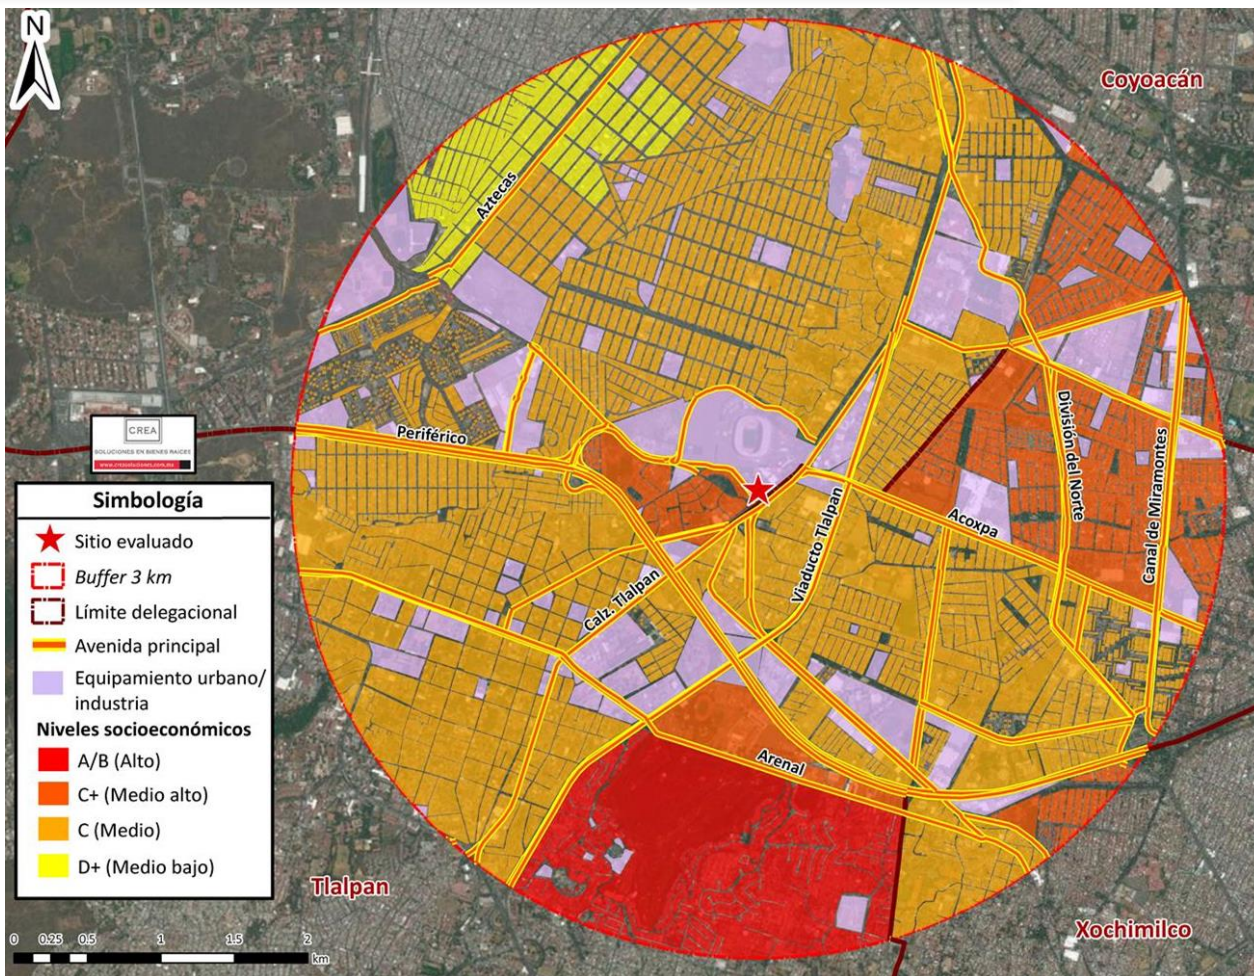 N
Coyoacán
Aztecas
Periférico
División del Norte
Canal de Miramontes
Acoxpa
Viaducto Tlalpan
Calz. Tlalpan
Arenal
Tlalpan
Xochimilco
CREA
SOLUCIONES EN BIENES RAÍCES
Simbología
Sitio evaluado
Buffer 3 km
Límite delegacional
Avenida principal
Equipamiento urbano/
industria
Niveles socioeconómicos
A/B (Alto)
C+ (Medio alto)
C (Medio)
D+ (Medio bajo)
0 0.25 0.5 1 1.5 2
km